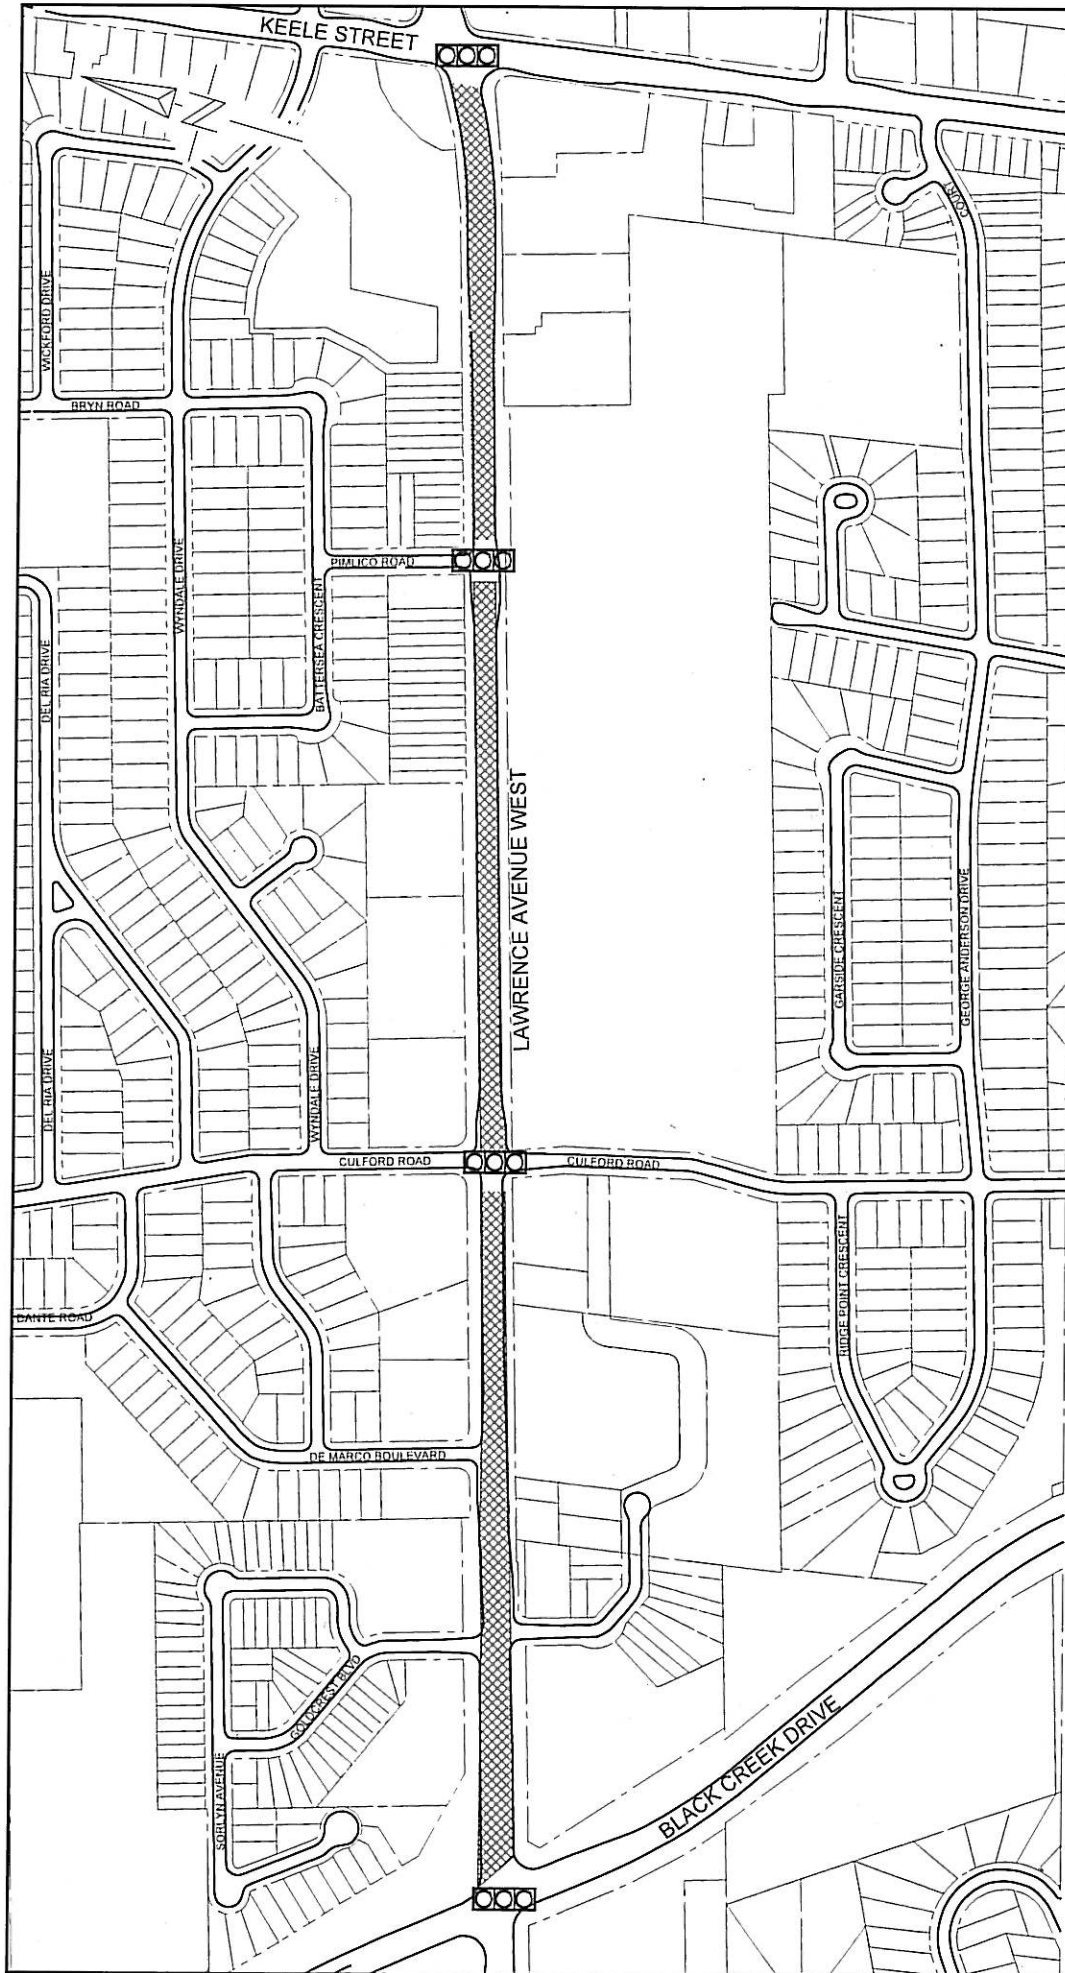 KEELE STREET
COURT
WICKFORD DRIVE
BRYN ROAD
WYNDALE DRIVE
PIMLICO ROAD
BATTERSEA CRESCENT
DEL RIA DRIVE
LAWRENCE AVENUE WEST
GARSIDE CRESCENT
GEORGE ANDERSON DRIVE
DEL RIA DRIVE
WYNDALE DRIVE
CULFORD ROAD
CULFORD ROAD
RIDGE POINT CRESCENT
DANTE ROAD
DE MARCO BOULEVARD
GOLDCREST BLVD
SORLYN AVENUE
BLACK CREEK DRIVE